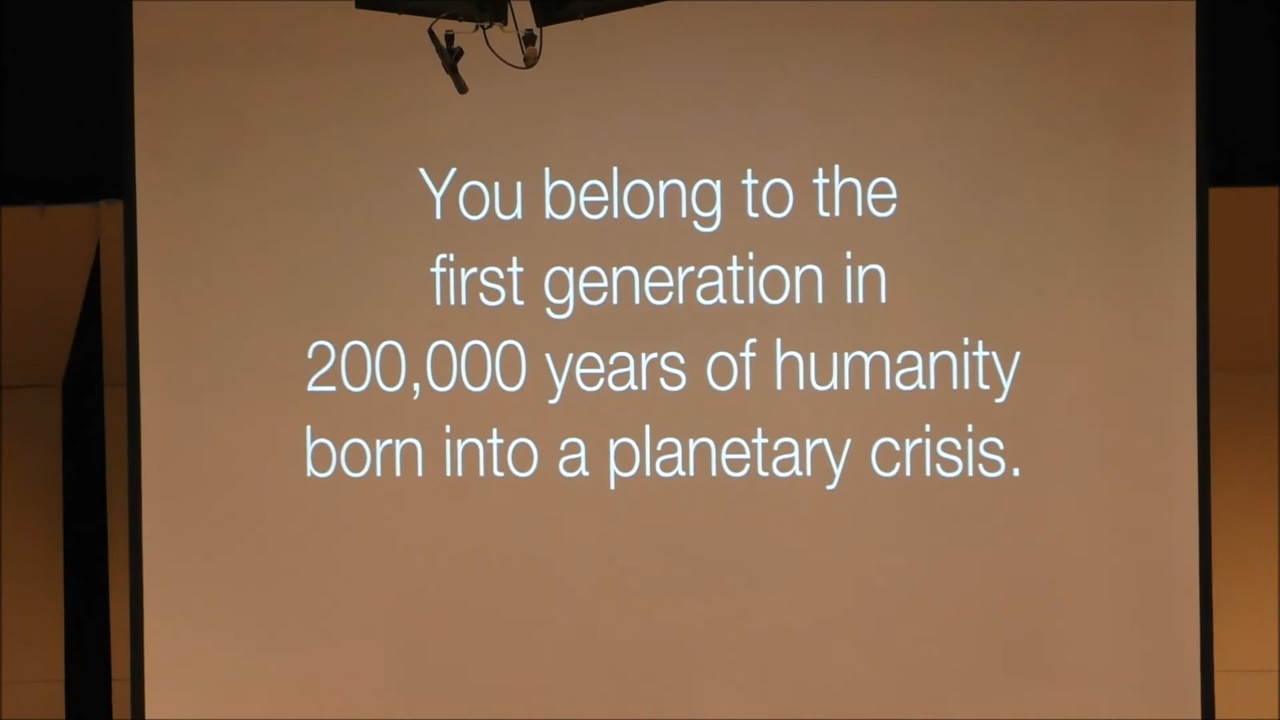 You belong to the
first generation in
200,000 years of humanity
born into a planetary crisis.